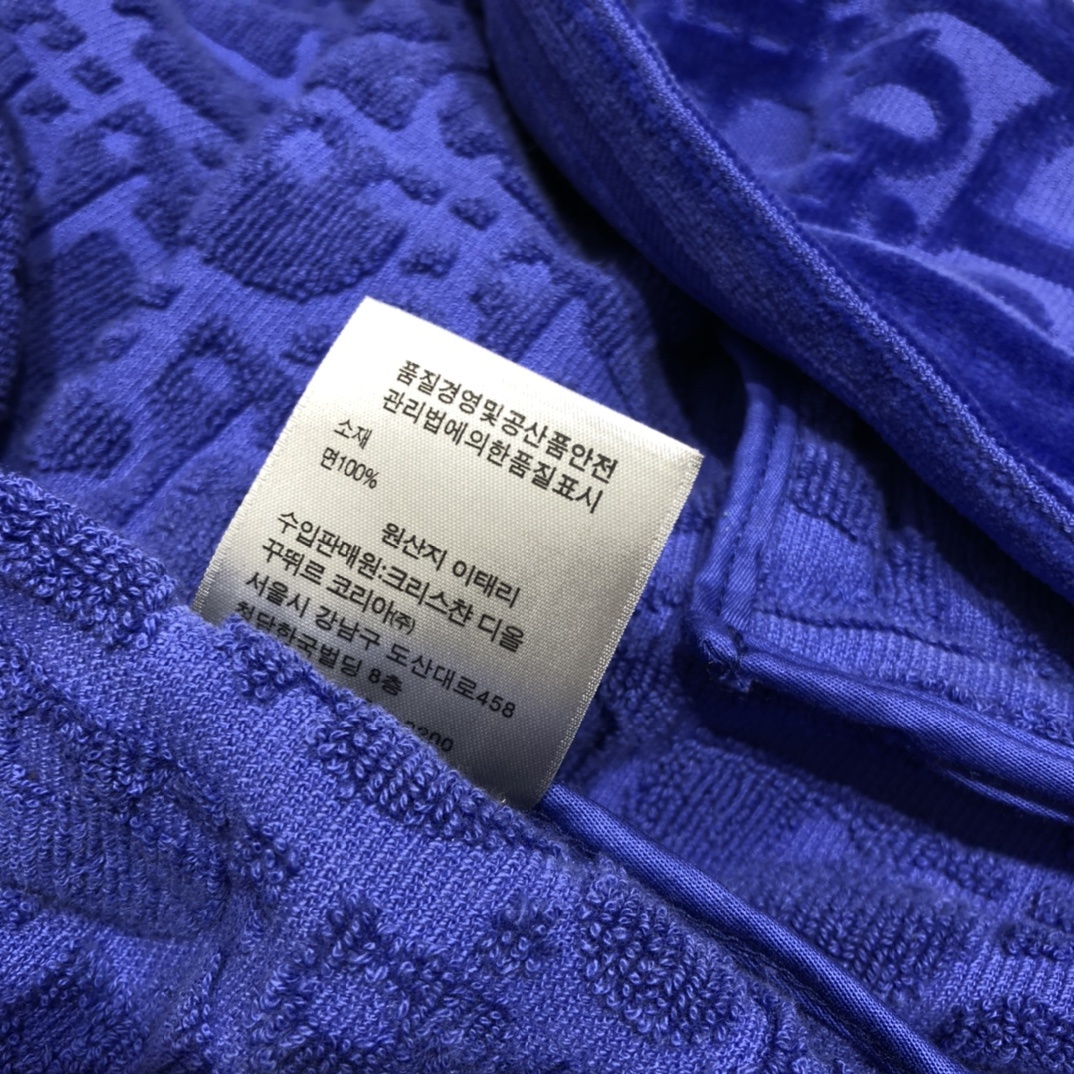 품질경영및공산품안전
관리법에의한품질표시
소재
면100%
원산지 이태리
수입판매원:크리스챤 디올
꾸뛰르 코리아(주)
서울시 강남구 도산대로458
청담한국빌딩 8층